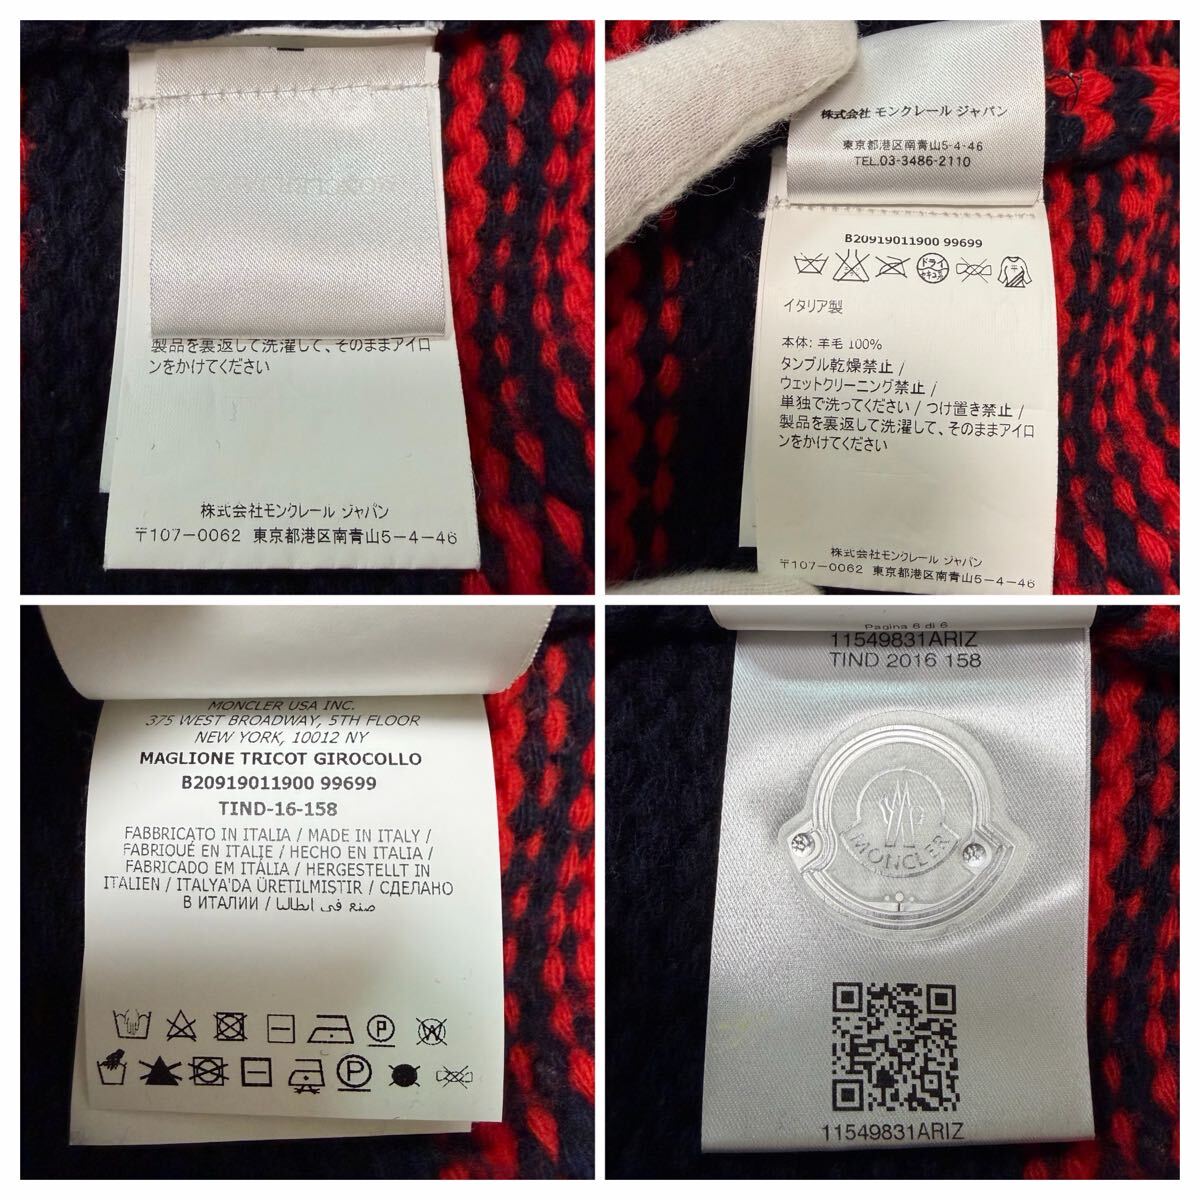 MONCLER
製品を裏返して洗濯して、そのままアイロ
ンをかけてください
株式会社モンクレール ジャパン
〒107-0062 東京都港区南青山5-4-46
株式会社 モンクレール ジャパン
東京都港区南青山5-4-46
TEL.03-3486-2110
B20919011900 99699
ドライ
セキユ系
イタリア製
本体: 羊毛 100%
タンブル乾燥禁止 /
ウェットクリーニング禁止 /
単独で洗ってください / つけ置き禁止 /
製品を裏返して洗濯して、そのままアイロ
ンをかけてください
株式会社モンクレール ジャパン
〒107-0062 東京都港区南青山5-4-46
MONCLER USA INC.
375 WEST BROADWAY, 5TH FLOOR
NEW YORK, 10012 NY
MAGLIONE TRICOT GIROCOLLO
B20919011900 99699
TIND-16-158
FABBRICATO IN ITALIA / MADE IN ITALY /
FABRIQUÉ EN ITALIE / HECHO EN ITALIA /
FABRICADO EM ITÁLIA / HERGESTELLT IN
ITALIEN / ITALYA'DA ÜRETILMIŞTIR / СДЕЛАНО
В ИТАЛИИ / صنع في ايطاليا
P
W
P
Pagina 6 di 6
11549831ARIZ
TIND 2016 158
MONCLER
11549831ARIZ